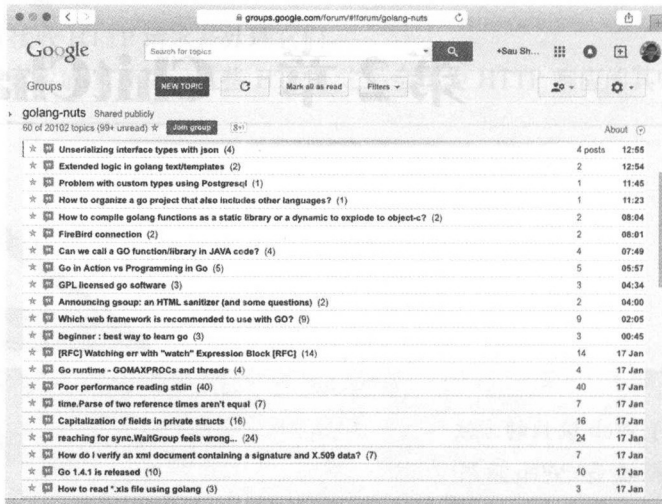 groups.google.com/forum/#!forum/golang-nuts
Google Search for topics +Sau Sh...
Groups NEW TOPIC Mark all as read Filters
golang-nuts Shared publicly
60 of 20102 topics (99+ unread) Join group About
Unserializing interface types with json (4) 4 posts 12:55
Extended logic in golang text/templates (2) 2 12:54
Problem with custom types using Postgresql (1) 1 11:45
How to organize a go project that also includes other languages? (1) 1 11:23
How to compile golang functions as a static library or a dynamic to explode to object-c? (2) 2 08:04
FireBird connection (2) 2 08:01
Can we call a GO function/library in JAVA code? (4) 4 07:49
Go in Action vs Programming in Go (5) 5 05:57
GPL licensed go software (3) 3 04:34
Announcing gsoup: an HTML sanitizer (and some questions) (2) 2 04:00
Which web framework is recommended to use with GO? (9) 9 02:05
beginner : best way to learn go (3) 3 00:45
[RFC] Watching err with "watch" Expression Block [RFC] (14) 14 17 Jan
Go runtime - GOMAXPROCs and threads (4) 4 17 Jan
Poor performance reading stdin (40) 40 17 Jan
time.Parse of two reference times aren't equal (7) 7 17 Jan
Capitalization of fields in private structs (16) 16 17 Jan
reaching for sync.WaitGroup feels wrong... (24) 24 17 Jan
How do I verify an xml document containing a signature and X.509 data? (7) 7 17 Jan
Go 1.4.1 is released (10) 10 17 Jan
How to read *.xls file using golang (3) 3 17 Jan